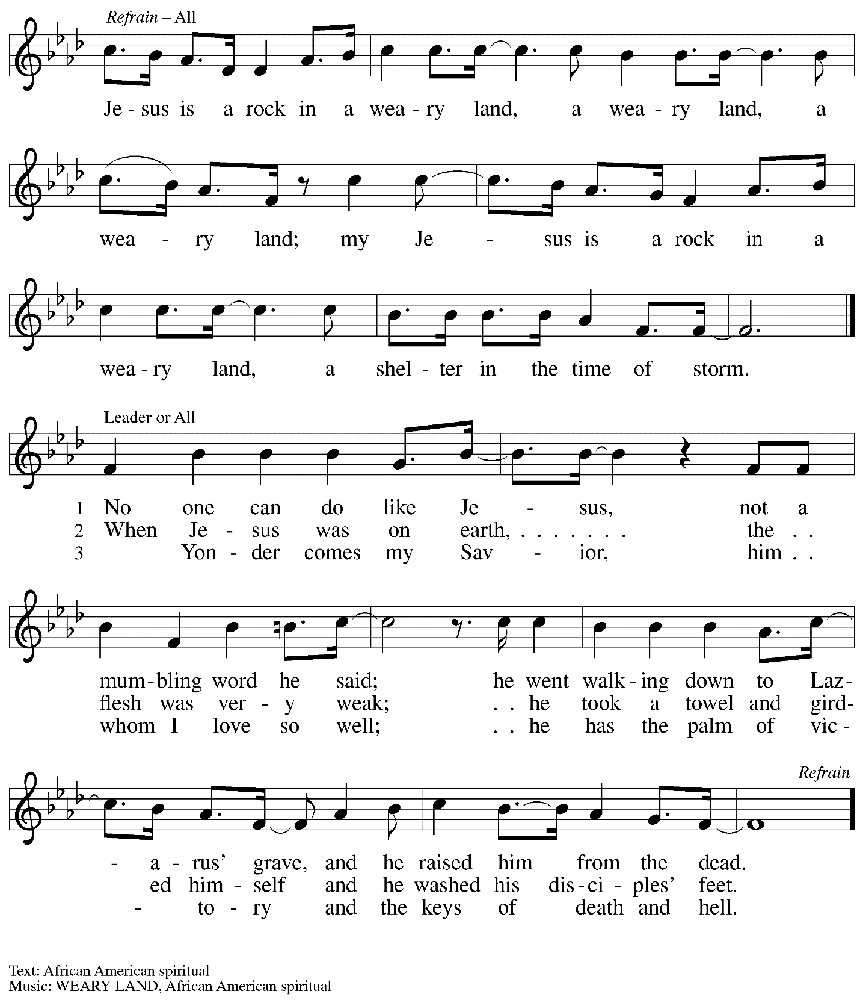 Refrain – All
Je - sus is a rock in a wea - ry land, a wea - ry land, a
wea - ry land; my Je - sus is a rock in a
wea - ry land, a shel - ter in the time of storm.
Leader or All
1 No one can do like Je - sus, not a
2 When Je - sus was on earth, . . . . . . . the . .
3 Yon - der comes my Sav - ior, him . .
mum - bling word he said; he went walk - ing down to Laz -
flesh was ver - y weak; . . he took a towel and gird -
whom I love so well; . . he has the palm of vic -
Refrain
- a - rus’ grave, and he raised him from the dead.
ed him - self and he washed his dis - ci - ples’ feet.
- to - ry and the keys of death and hell.
Text: African American spiritual
Music: WEARY LAND, African American spiritual